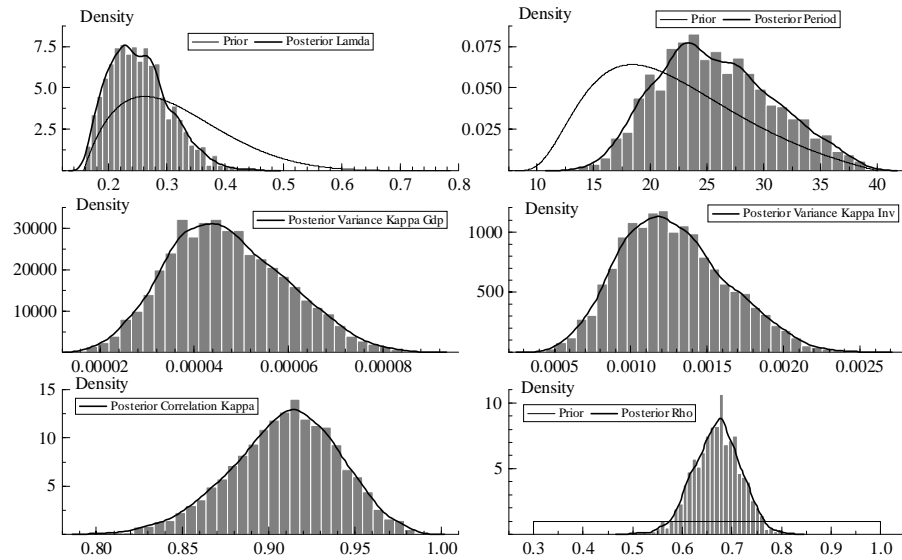 Density
Prior Posterior Lamda
7.5
5.0
2.5
0.2 0.3 0.4 0.5 0.6 0.7 0.8
Density
Prior Posterior Period
0.075
0.050
0.025
10 15 20 25 30 35 40
Density
Posterior Variance Kappa Gdp
30000
20000
10000
0.00002 0.00004 0.00006 0.00008
Density
Posterior Variance Kappa Inv
1000
500
0.0005 0.0010 0.0015 0.0020 0.0025
Density
Posterior Correlation Kappa
15
10
5
0.80 0.85 0.90 0.95 1.00
Density
Prior Posterior Rho
10
5
0.3 0.4 0.5 0.6 0.7 0.8 0.9 1.0